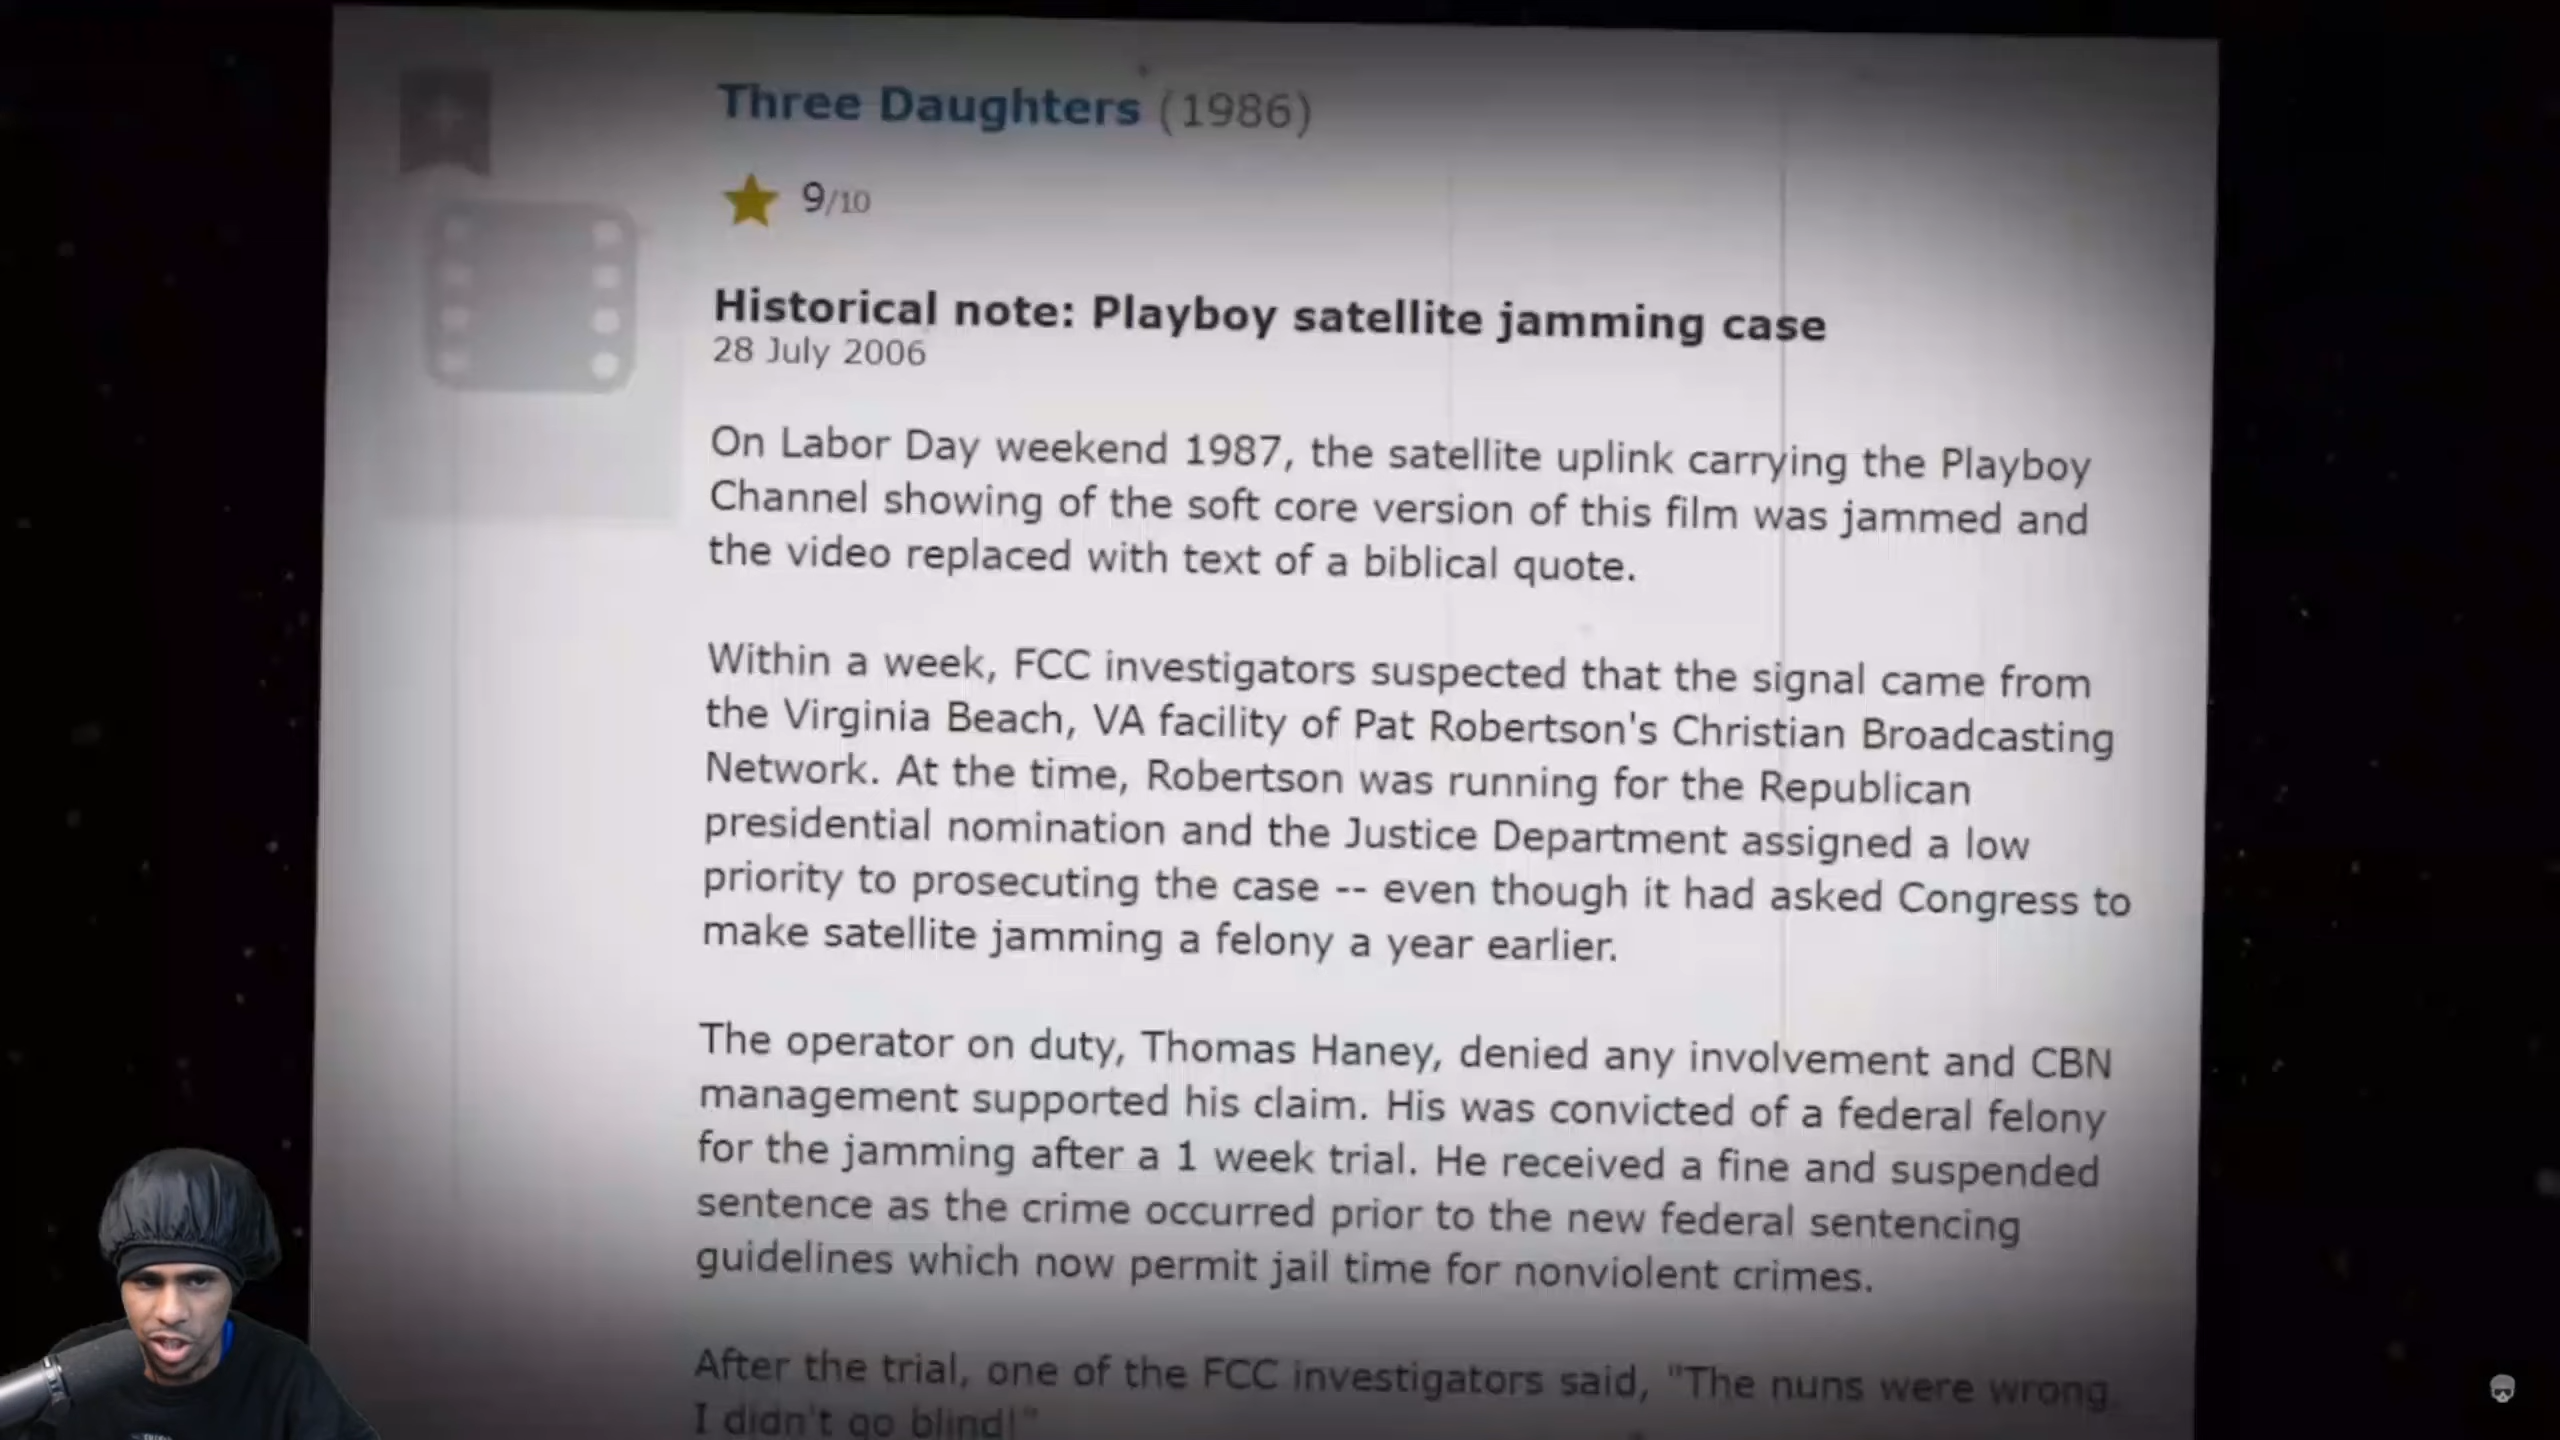 Three Daughters (1986)
9/10
Historical note: Playboy satellite jamming case
28 July 2006
On Labor Day weekend 1987, the satellite uplink carrying the Playboy
Channel showing of the soft core version of this film was jammed and
the video replaced with text of a biblical quote.
Within a week, FCC investigators suspected that the signal came from
the Virginia Beach, VA facility of Pat Robertson's Christian Broadcasting
Network. At the time, Robertson was running for the Republican
presidential nomination and the Justice Department assigned a low
priority to prosecuting the case -- even though it had asked Congress to
make satellite jamming a felony a year earlier.
The operator on duty, Thomas Haney, denied any involvement and CBN
management supported his claim. His was convicted of a federal felony
for the jamming after a 1 week trial. He received a fine and suspended
sentence as the crime occurred prior to the new federal sentencing
guidelines which now permit jail time for nonviolent crimes.
After the trial, one of the FCC investigators said, "The nuns were wrong.
I didn't go blind!"